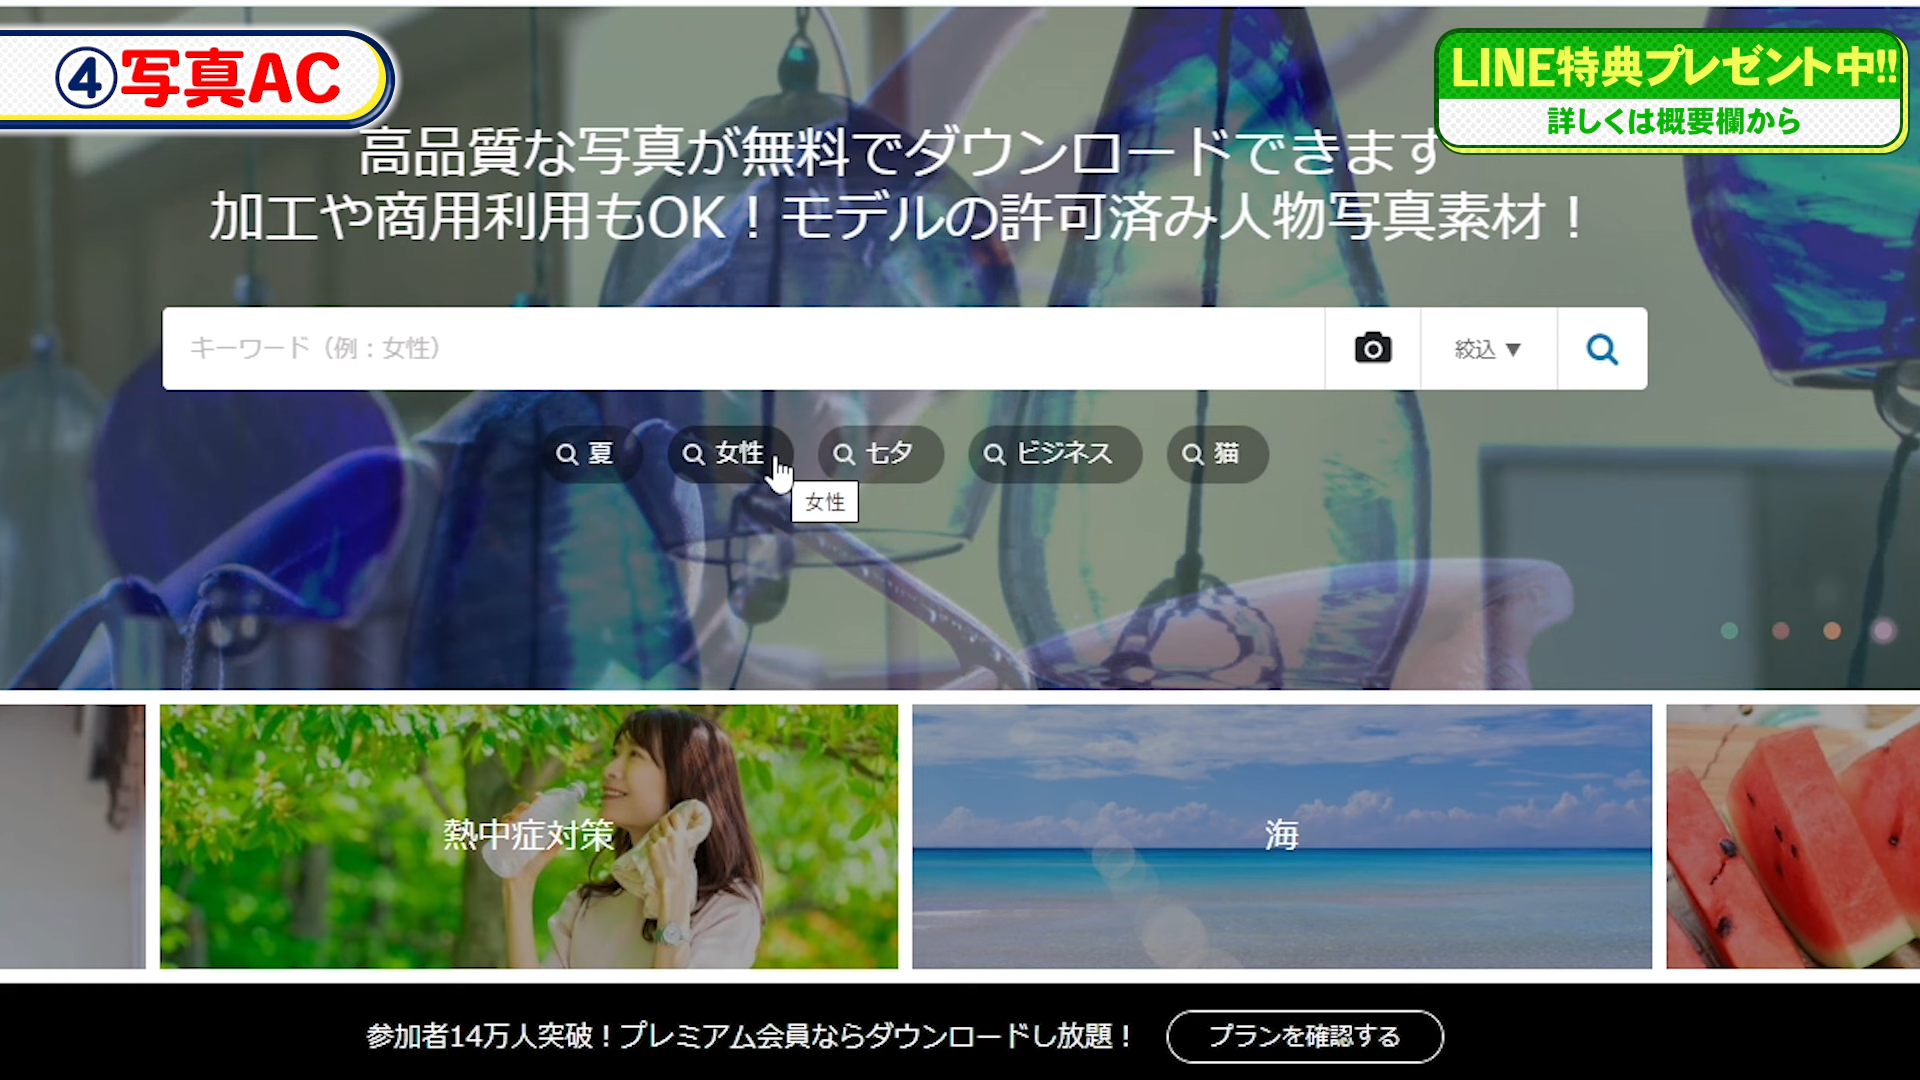 ④写真AC
LINE特典プレゼント中!!
詳しくは概要欄から
高品質な写真が無料でダウンロードできます
加工や商用利用もOK！モデルの許可済み人物写真素材！
キーワード（例：女性）
絞込▼
夏
女性
七夕
ビジネス
猫
女性
熱中症対策
海
参加者14万人突破！プレミアム会員ならダウンロードし放題！
プランを確認する